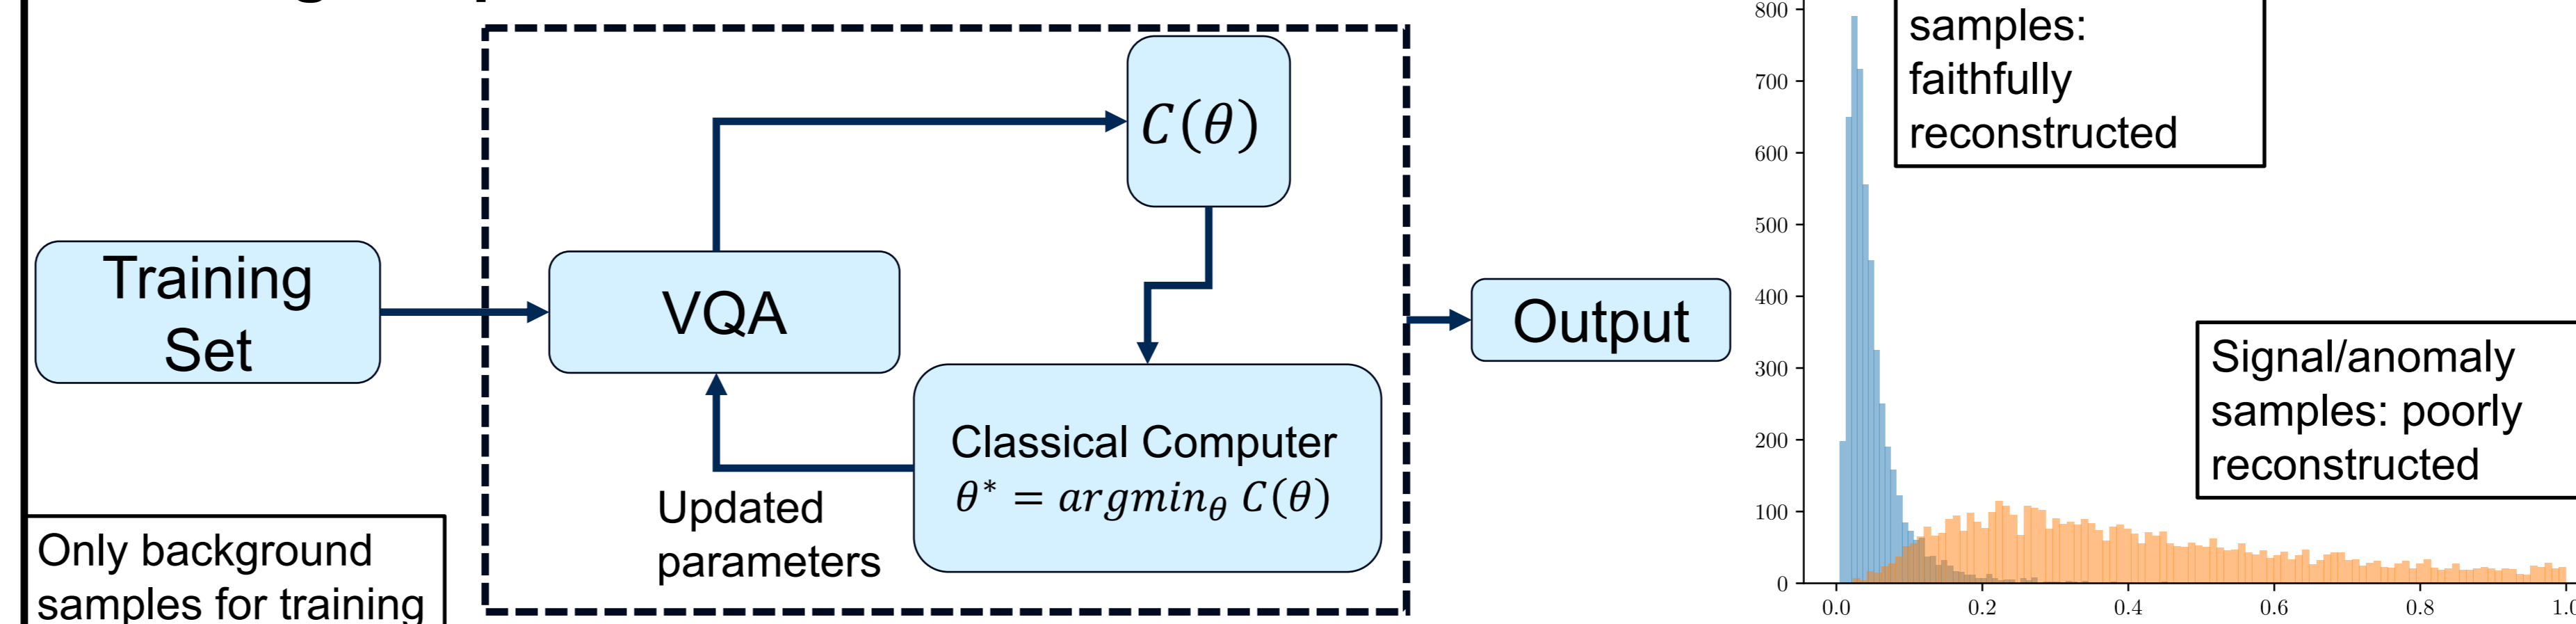 Training
Set
Only background
samples for training
VQA
C(θ)
Classical Computer
θ* = argminθ C(θ)
Updated
parameters
Output
800
700
600
500
400
300
200
100
0
0.0 0.2 0.4 0.6 0.8
samples:
faithfully
reconstructed
Signal/anomaly
samples: poorly
reconstructed